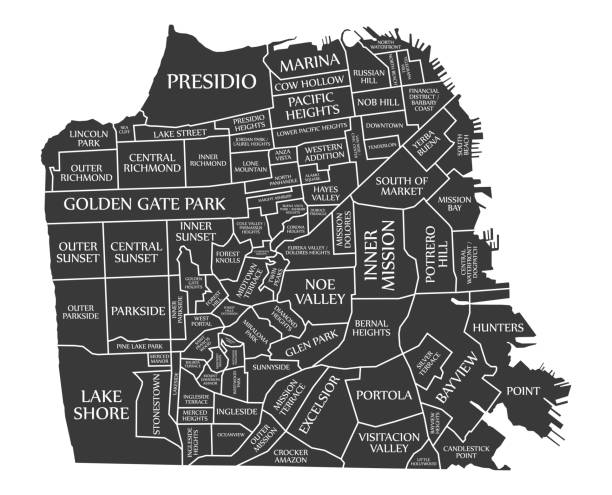 NORTH
WATERFRONT
MARINA
PRESIDIO
COW HOLLOW
RUSSIAN
HILL
NORTH BEACH
TELEGRAPH
HILL
PACIFIC
HEIGHTS
NOB HILL
FINANCIAL
DISTRICT /
BARBARY
COAST
LINCOLN
PARK
SEA
CLIFF
LAKE STREET
PRESIDIO
HEIGHTS
LOWER PACIFIC HEIGHTS
DOWNTOWN
YERBA
BUENA
SOUTH
BEACH
JORDAN PARK /
LAUREL HEIGHTS
OUTER
RICHMOND
CENTRAL
RICHMOND
INNER
RICHMOND
LONE
MOUNTAIN
ANZA
VISTA
WESTERN
ADDITION
TENDERLOIN
NORTH
PANHANDLE
ALAMO
SQUARE
SOUTH OF
MARKET
GOLDEN GATE PARK
HAIGHT ASHBURY
HAYES
VALLEY
MISSION
BAY
OUTER
SUNSET
CENTRAL
SUNSET
INNER
SUNSET
COLE VALLEY /
PARNASSUS
HEIGHTS
CORONA
HEIGHTS
MISSION
DOLORES
INNER
MISSION
POTRERO
HILL
CENTRAL
WATERFRONT /
DOGPATCH
FOREST
KNOLLS
EUREKA VALLEY /
DOLORES HEIGHTS
MIDTOWN
TERRACE
TWIN
PEAKS
GOLDEN
GATE
HEIGHTS
NOE
VALLEY
OUTER
PARKSIDE
PARKSIDE
INNER
PARKSIDE
FOREST
HILL
WEST
PORTAL
MIRALOMA
PARK
DIAMOND
HEIGHTS
BERNAL
HEIGHTS
HUNTERS
POINT
PINE LAKE PARK
GLEN PARK
MERCED
MANOR
SUNNYSIDE
SILVER
TERRACE
BAYVIEW
LAKE
SHORE
STONESTOWN
LAKESIDE
INGLESIDE
TERRACE
MISSION
TERRACE
EXCELSIOR
PORTOLA
MERCED
HEIGHTS
INGLESIDE
BAYVIEW
HEIGHTS
INGLESIDE
HEIGHTS
OCEANVIEW
OUTER
MISSION
VISITACION
VALLEY
CROCKER
AMAZON
LITTLE
HOLLYWOOD
CANDLESTICK
POINT